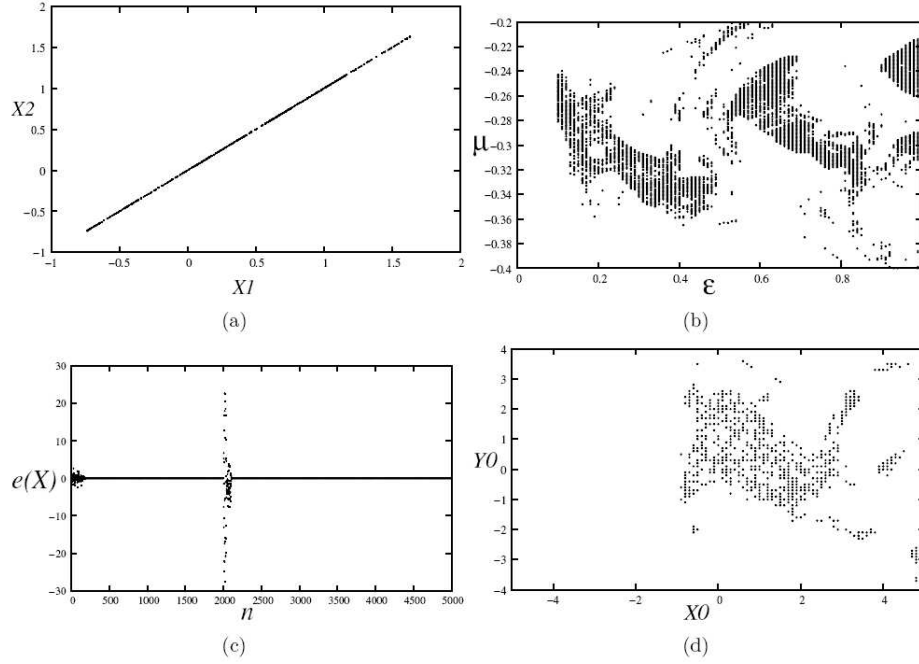 2
1.5
1
X2
0.5
0
−0.5
−1
−1 −0.5 0 0.5 1 1.5 2
X1
(a)
−0.2
−0.22
−0.24
−0.26
−0.28
μ
−0.3
−0.32
−0.34
−0.36
−0.38
−0.4
0 0.2 0.4 0.6 0.8
ε
(b)
30
20
10
e(X) 0
−10
−20
−30
0 500 1000 1500 2000 2500 3000 3500 4000 4500 5000
n
(c)
4
3
2
1
Y0
0
−1
−2
−3
−4
−4 −2 0 2 4
X0
(d)